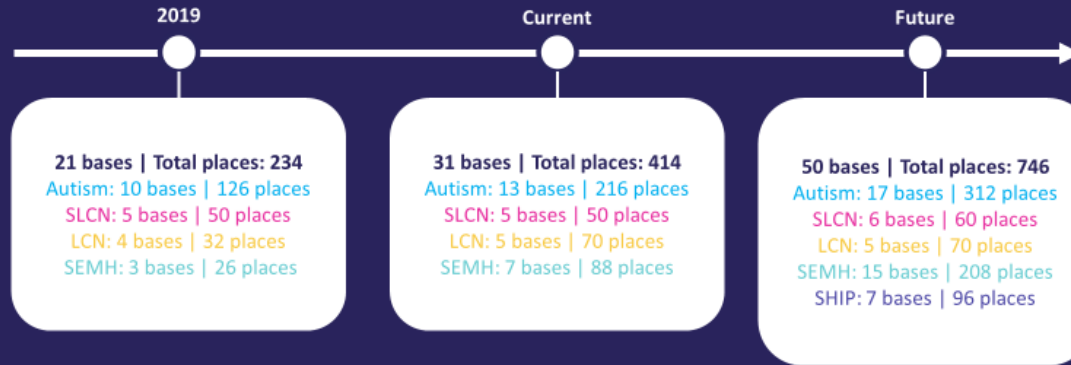 2019
Current
Future
21 bases | Total places: 234
Autism: 10 bases | 126 places
SLCN: 5 bases | 50 places
LCN: 4 bases | 32 places
SEMH: 3 bases | 26 places
31 bases | Total places: 414
Autism: 13 bases | 216 places
SLCN: 5 bases | 50 places
LCN: 5 bases | 70 places
SEMH: 7 bases | 88 places
50 bases | Total places: 746
Autism: 17 bases | 312 places
SLCN: 6 bases | 60 places
LCN: 5 bases | 70 places
SEMH: 15 bases | 208 places
SHIP: 7 bases | 96 places